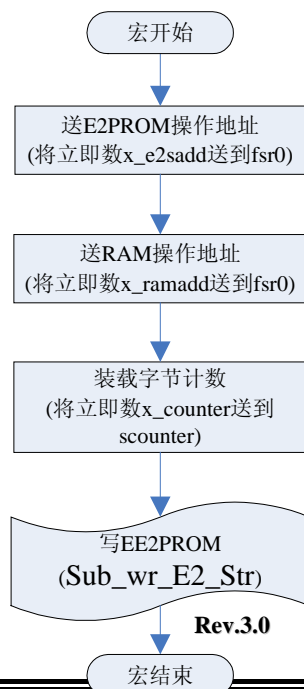 宏开始
送E2PROM操作地址
(将立即数x_e2sadd送到fsr0)
送RAM操作地址
(将立即数x_ramadd送到fsr0)
装载字节计数
(将立即数x_counter送到
scounter)
写EE2PROM
(Sub_wr_E2_Str)
Rev.3.0
宏结束